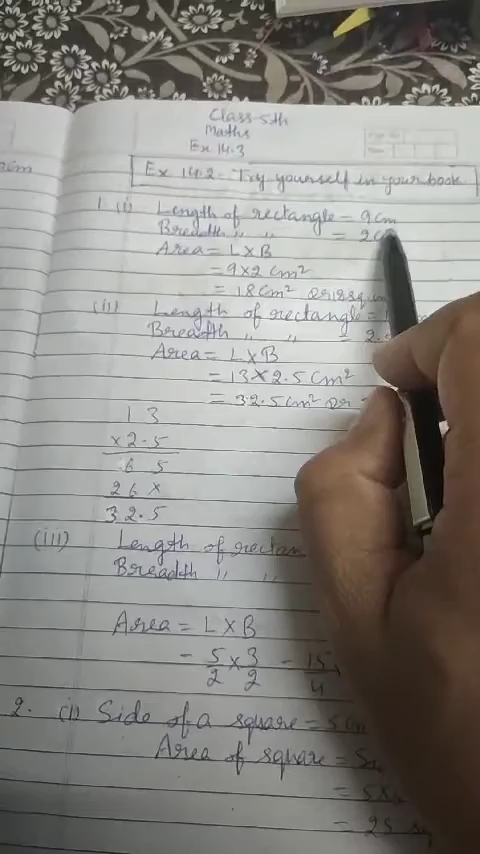 Class-5th
Maths
Ex 14.3
Ex 14.2- Try yourself in your book
1. (i) Length of rectangle = 9cm
Breadth " " = 2
Area = L × B
= 9×2 cm²
= 18 cm² or
(ii) Length of rectangle =
Breadth " " = 2.
Area = L × B
= 13 × 2.5 cm²
= 32.5 cm² or
1 3
× 2.5
6 5
2 6 ×
3 2 . 5
(iii) Length of
Breadth " "
Area = L × B
= 5/2 × 3/2 = 15/4
2. (i) Side of a square = 5 cm
Area of square =
= 5×
= 25